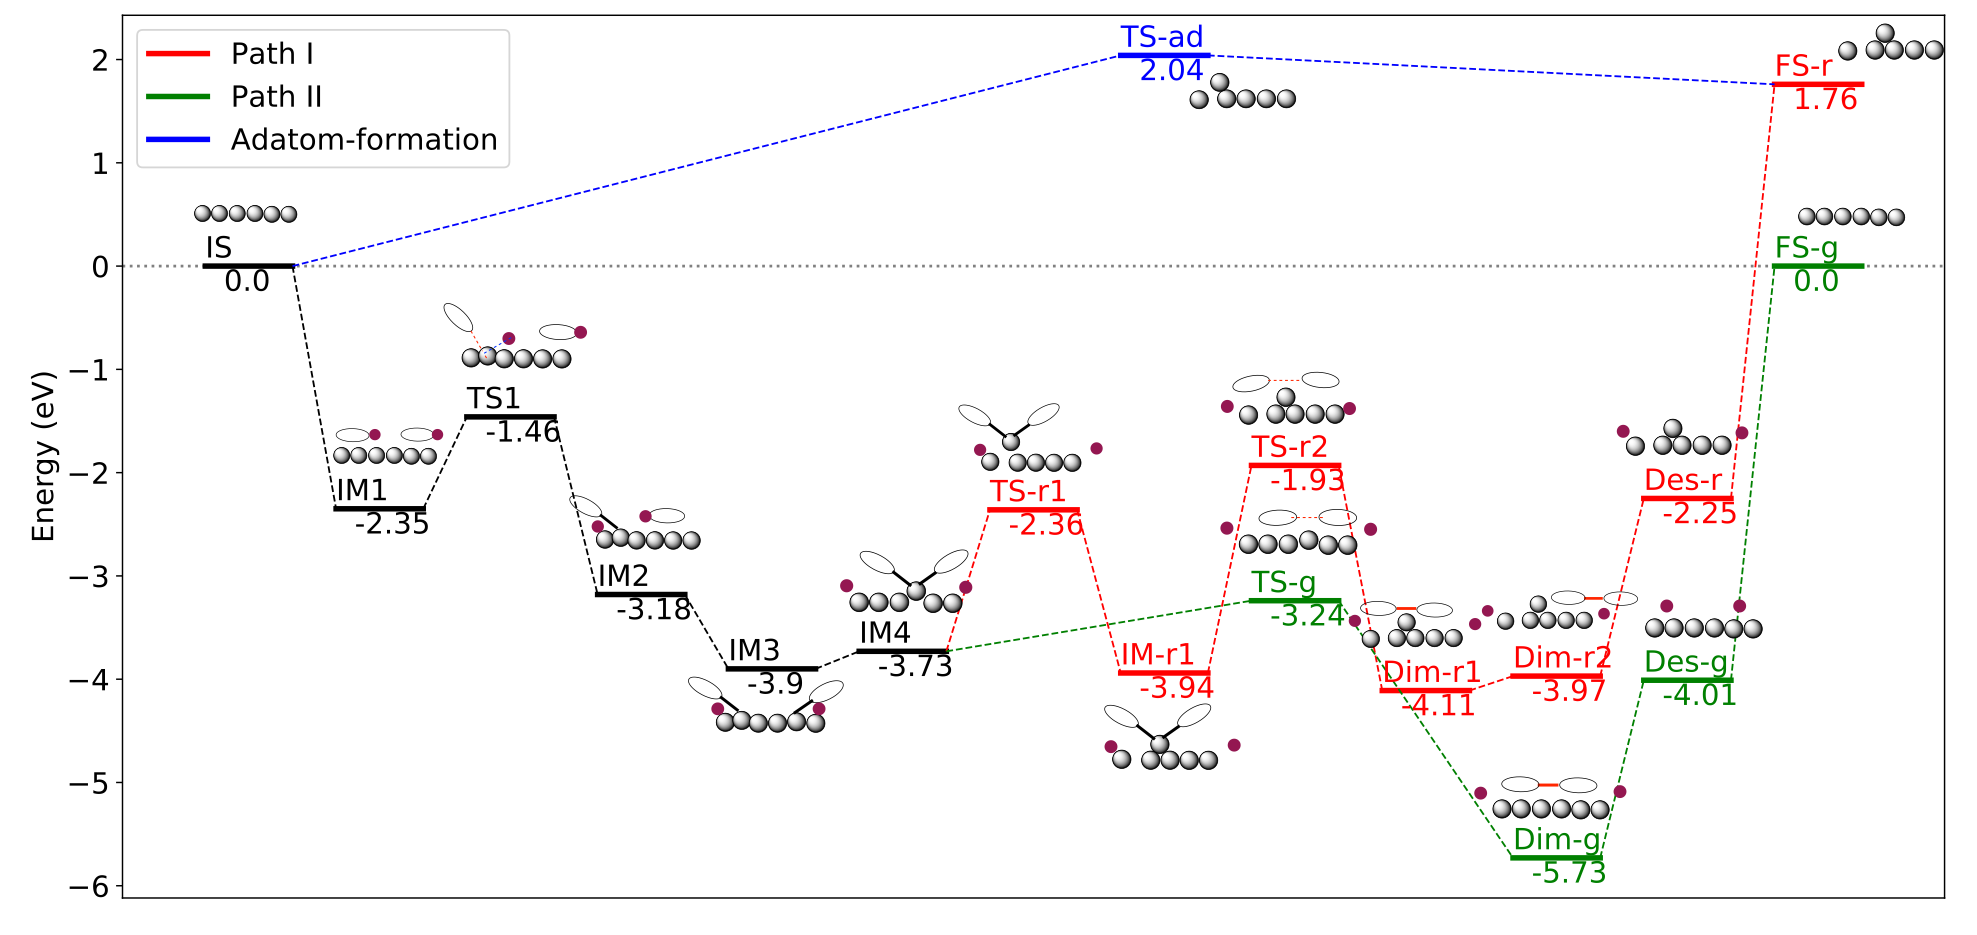 Path I
Path II
Adatom-formation
Energy (eV)
2
1
0
−1
−2
−3
−4
−5
−6
IS
0.0
IM1
-2.35
TS1
-1.46
IM2
-3.18
IM3
-3.9
IM4
-3.73
TS-r1
-2.36
TS-ad
2.04
IM-r1
-3.94
TS-r2
-1.93
TS-g
-3.24
Dim-r1
-4.11
Dim-r2
-3.97
Dim-g
-5.73
Des-r
-2.25
Des-g
-4.01
FS-r
1.76
FS-g
0.0